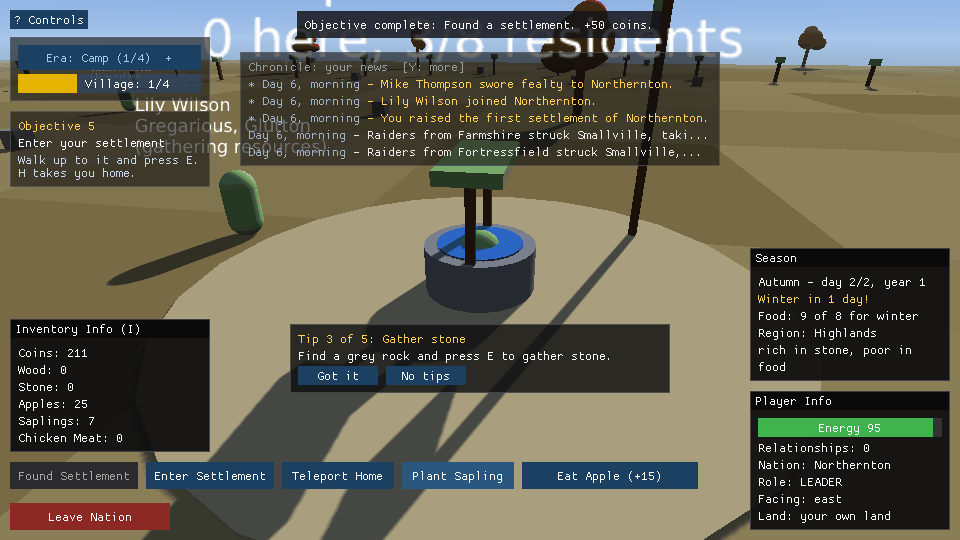 ? Controls
Objective complete: Found a settlement. +50 coins.
0 here, 5/8 residents
Era: Camp (1/4) +
Village: 1/4
Chronicle: your news [Y: more]
* Day 6, morning – Mike Thompson swore fealty to Northernton.
* Day 6, morning – Lily Wilson joined Northernton.
* Day 6, morning – You raised the first settlement of Northernton.
Day 6, morning – Raiders from Farmshire struck Smallville, taki...
Day 6, morning – Raiders from Fortressfield struck Smallville,...
Lily Wilson
Gregarious, Glutton
(gathering resources)
Objective 5
Enter your settlement
Walk up to it and press E.
H takes you home.
Season
Autumn – day 2/2, year 1
Winter in 1 day!
Food: 9 of 8 for winter
Region: Highlands
rich in stone, poor in
food
Inventory Info (I)
Coins: 211
Wood: 0
Stone: 0
Apples: 25
Saplings: 7
Chicken Meat: 0
Tip 3 of 5: Gather stone
Find a grey rock and press E to gather stone.
Got it
No tips
Player Info
Energy 95
Relationships: 0
Nation: Northernton
Role: LEADER
Facing: east
Land: your own land
Found Settlement
Enter Settlement
Teleport Home
Plant Sapling
Eat Apple (+15)
Leave Nation